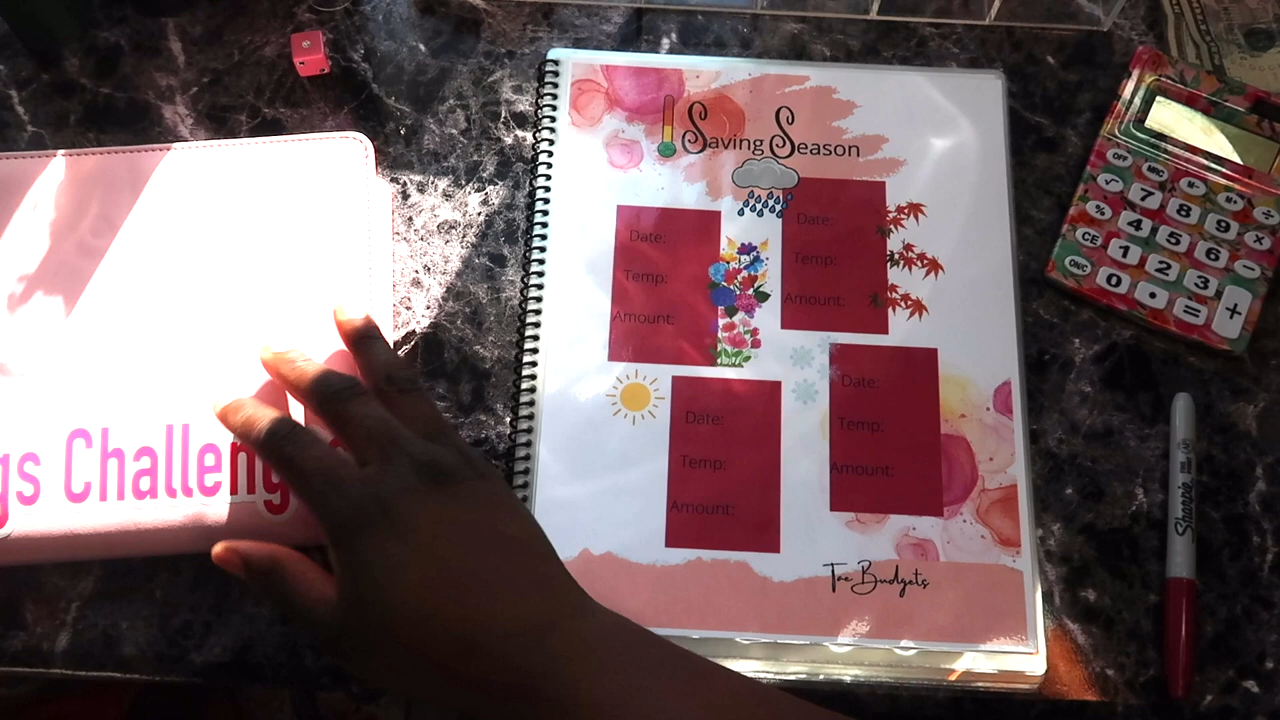 Saving Season
Date:
Temp:
Amount:
Date:
Temp:
Amount:
Date:
Temp:
Amount:
Date:
Temp:
Amount:
Tae Budgets
gs Challeng
OFF
MRC
M-
M+
÷
√
7
8
9
×
%
4
5
6
−
CE
1
2
3
+
ON/C
0
.
=
Sharpie